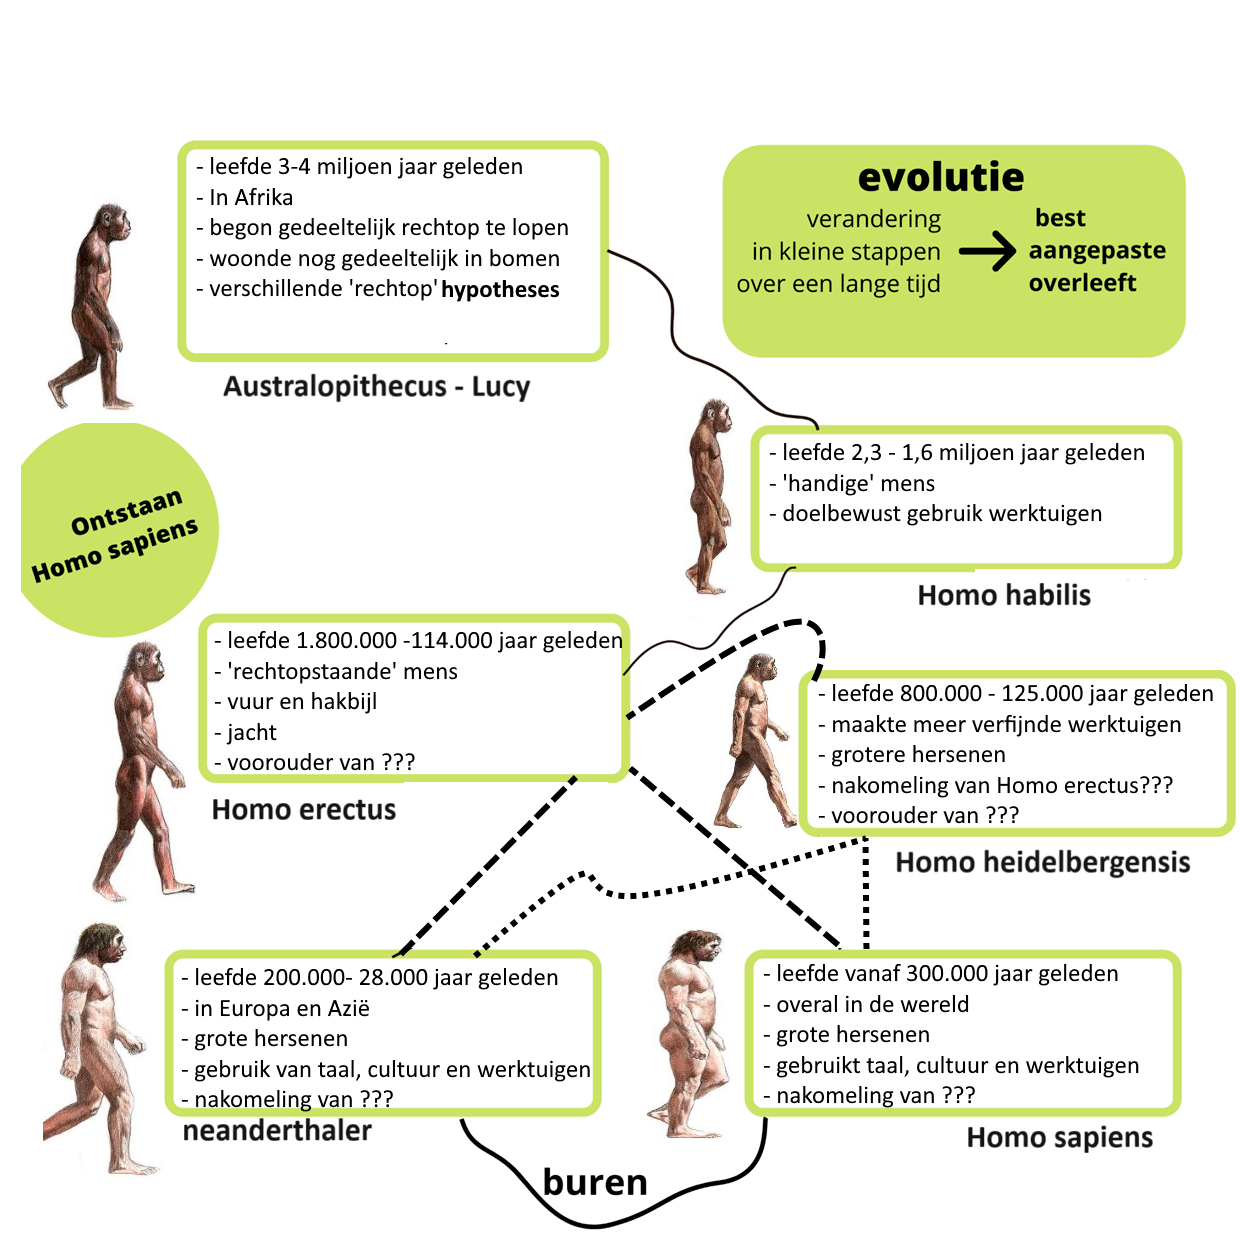 - leefde 3-4 miljoen jaar geleden
- In Afrika
- begon gedeeltelijk rechtop te lopen
- woonde nog gedeeltelijk in bomen
- verschillende 'rechtop' hypotheses
Australopithecus - Lucy
evolutie
verandering
in kleine stappen
over een lange tijd
best
aangepaste
overleeft
- leefde 2,3 - 1,6 miljoen jaar geleden
- 'handige' mens
- doelbewust gebruik werktuigen
Homo habilis
Ontstaan
Homo sapiens
- leefde 1.800.000 -114.000 jaar geleden
- 'rechtopstaande' mens
- vuur en hakbijl
- jacht
- voorouder van ???
Homo erectus
- leefde 800.000 - 125.000 jaar geleden
- maakte meer verfijnde werktuigen
- grotere hersenen
- nakomeling van Homo erectus???
- voorouder van ???
Homo heidelbergensis
- leefde 200.000- 28.000 jaar geleden
- in Europa en Azië
- grote hersenen
- gebruik van taal, cultuur en werktuigen
- nakomeling van ???
neanderthaler
- leefde vanaf 300.000 jaar geleden
- overal in de wereld
- grote hersenen
- gebruikt taal, cultuur en werktuigen
- nakomeling van ???
Homo sapiens
buren